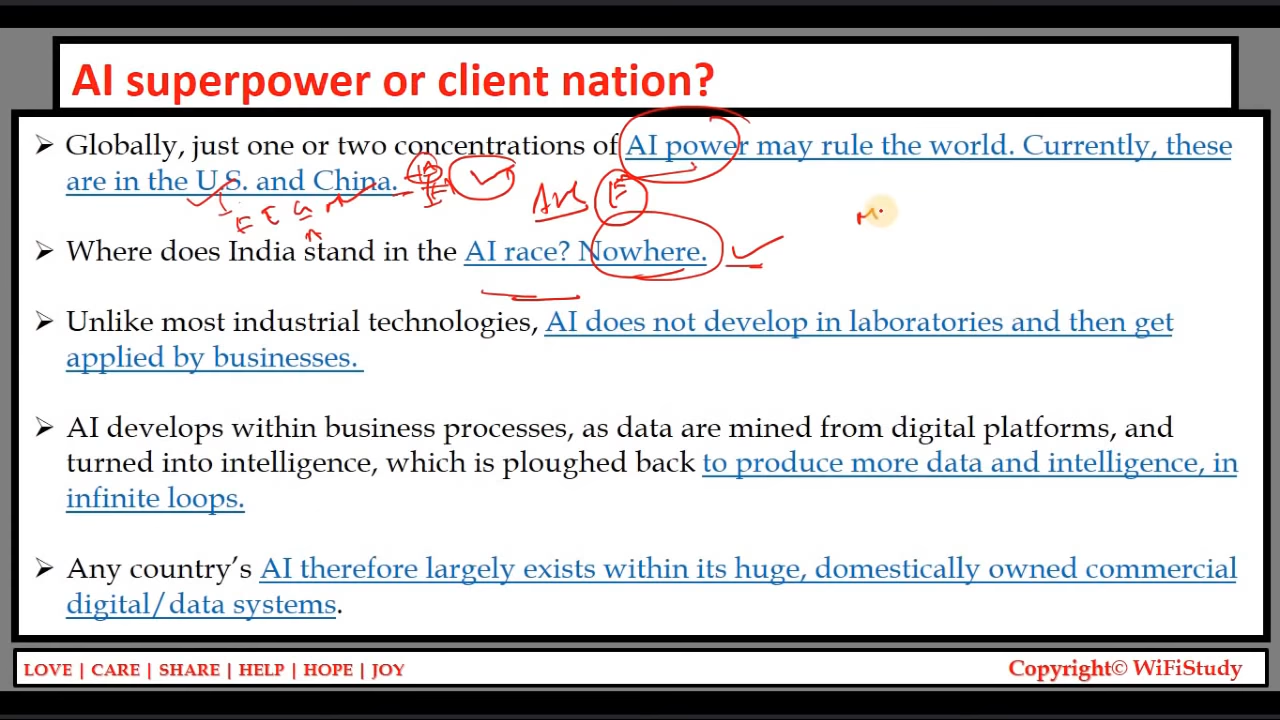 AI superpower or client nation?
➢ Globally, just one or two concentrations of AI power may rule the world. Currently, these
are in the U.S. and China.
Ans E
➢ Where does India stand in the AI race? Nowhere.
➢ Unlike most industrial technologies, AI does not develop in laboratories and then get
applied by businesses.
➢ AI develops within business processes, as data are mined from digital platforms, and
turned into intelligence, which is ploughed back to produce more data and intelligence, in
infinite loops.
➢ Any country’s AI therefore largely exists within its huge, domestically owned commercial
digital/data systems.
LOVE | CARE | SHARE | HELP | HOPE | JOY
Copyright© WiFiStudy